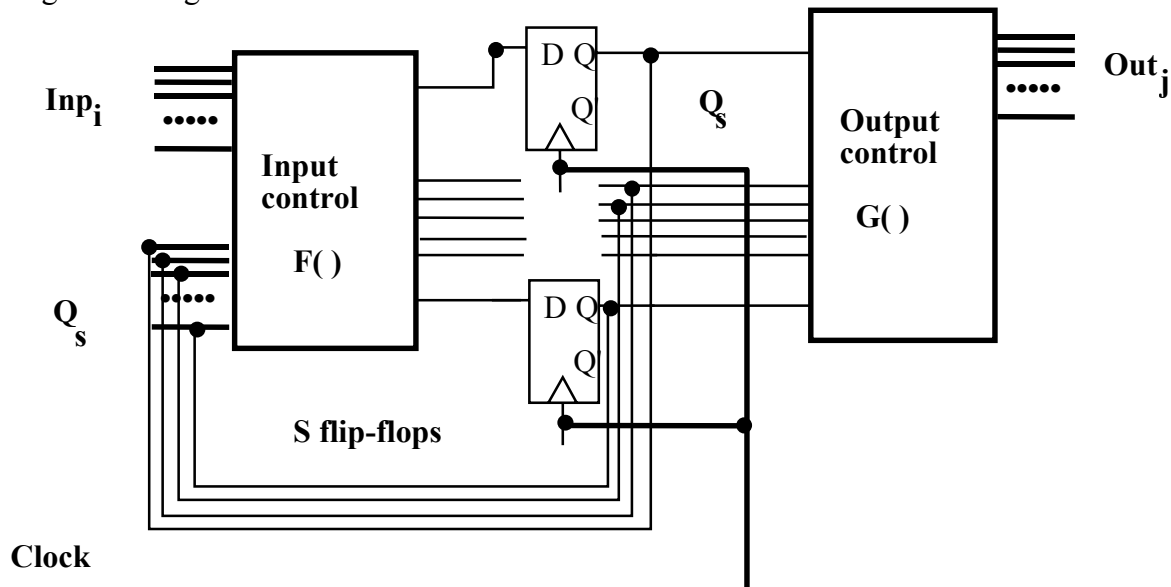 Inp i
Q s
Input
control
F( )
D Q
Q'
D Q
Q'
Q s
Output
control
G( )
Out j
S flip-flops
Clock